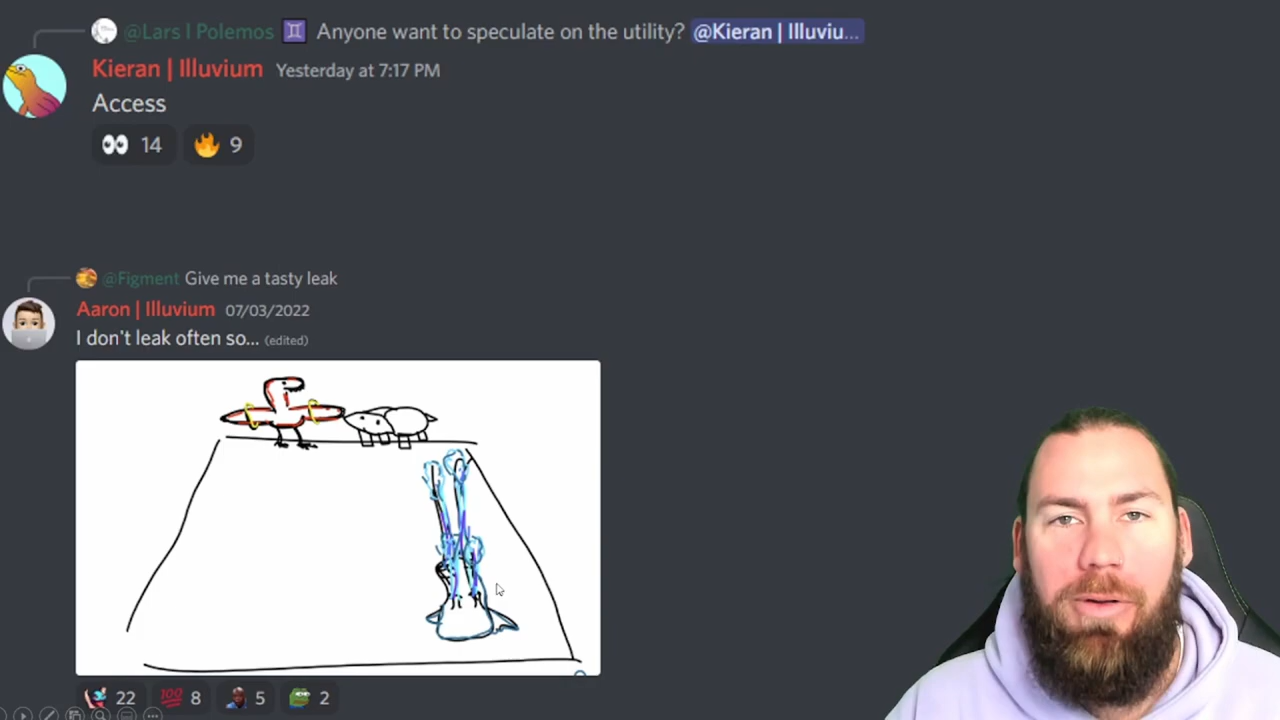 @Lars | Polemos Anyone want to speculate on the utility? @Kieran | Illuviu...
Kieran | Illuvium Yesterday at 7:17 PM
Access
14 9
@Figment Give me a tasty leak
Aaron | Illuvium 07/03/2022
I don't leak often so... (edited)
22 100 8 5 2